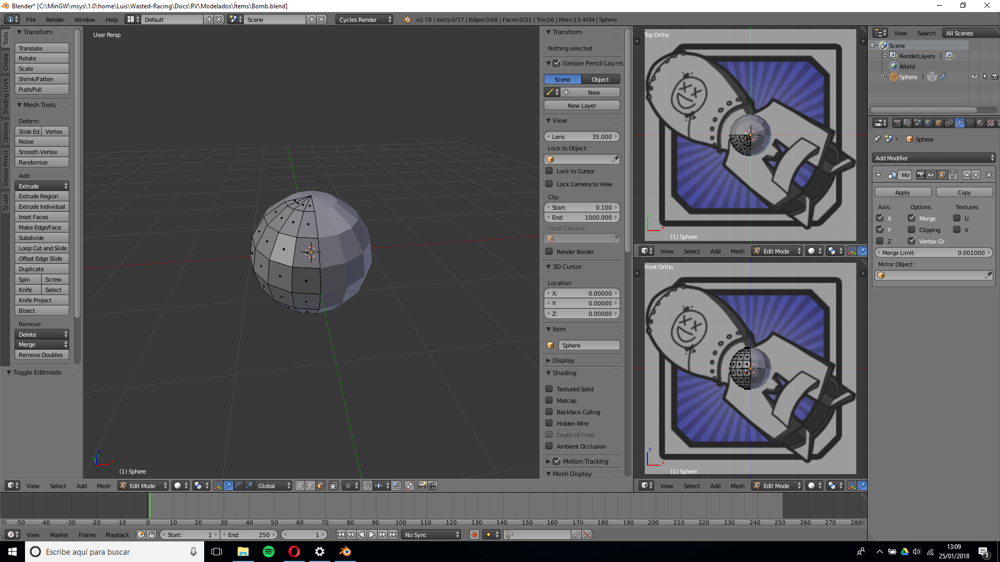 Blender* [C:\MinGW\msys\1.0\home\Luis\Wasted-Racing\Docs\RV\Modelados\Ítems\Bomb.blend]
File Render Window Help Default Scene Cycles Render v2.78 | Verts:0/37 | Edges:0/68 | Faces:0/32 | Tris:56 | Mem:13.40M | Sphere
Tools
Create
Shading / UVs
Options
Grease Pencil
Sculpt
Transform
Translate
Rotate
Scale
Shrink/Fatten
Push/Pull
Mesh Tools
Deform:
Slide Ed Vertex
Noise
Smooth Vertex
Randomize
Add:
Extrude
Extrude Region
Extrude Individual
Inset Faces
Make Edge/Face
Subdivide
Loop Cut and Slide
Offset Edge Slide
Duplicate
Spin Screw
Knife Select
Knife Project
Bisect
Remove:
Delete
Merge
Remove Doubles
Toggle Editmode
User Persp
z
x
(1) Sphere
Transform
Nothing selected
Grease Pencil Layers
Scene Object
New
New Layer
View
Lens: 35.000
Lock to Object:
Lock to Cursor
Lock Camera to View
Clip:
Start: 0.100
End: 1000.000
Local Camera:
Render Border
3D Cursor
Location:
X: 0.00000
Y: 0.00000
Z: 0.00000
Item
Sphere
Display
Shading
Textured Solid
Matcap
Backface Culling
Hidden Wire
Depth Of Field
Ambient Occlusion
Motion Tracking
Mesh Display
View Select Add Mesh Edit Mode Global
Top Ortho
y
x
(1) Sphere
View Select Add Mesh Edit Mode
Front Ortho
z
x
(1) Sphere
View Select Add Mesh Edit Mode
View Search All Scenes
Scene
RenderLayers
World
Sphere
Sphere
Add Modifier
Mir
Apply Copy
Axis: Options: Textures:
X Merge U
Y Clipping V
Z Vertex Gr
Merge Limit: 0.001000
Mirror Object:
-50 -40 -30 -20 -10 0 10 20 30 40 50 60 70 80 90 100 110 120 130 140 150 160 170 180 190 200 210 220 230 240 250 260 270 280
View Marker Frame Playback Start: 1 End: 250 1 No Sync
Escribe aquí para buscar
13:09
25/01/2018
3